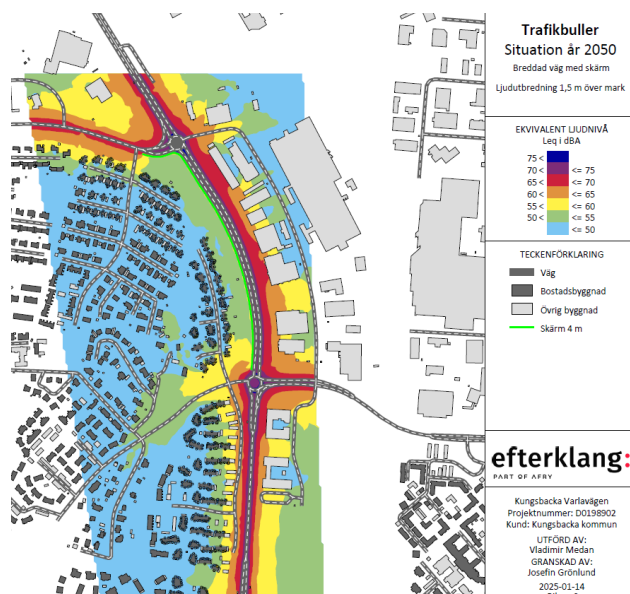 Trafikbuller
Situation år 2050
Breddad väg med skärm
Ljudutbredning 1,5 m över mark
EKVIVALENT LJUDNIVÅ
Leq i dBA
75 <
70 < <= 75
65 < <= 70
60 < <= 65
55 < <= 60
50 < <= 55
<= 50
TECKENFÖRKLARING
Väg
Bostadsbyggnad
Övrig byggnad
Skärm 4 m
efterklang:
PART OF AFRY
Kungsbacka Varlavägen
Projektnummer: D0198902
Kund: Kungsbacka kommun
UTFÖRD AV:
Vladimir Medan
GRANSKAD AV:
Josefin Grönlund
2025-01-14